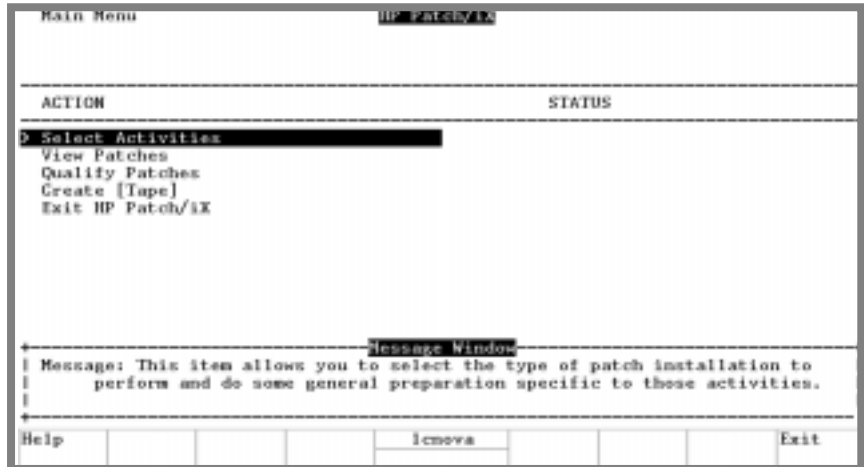 Main Menu HP Patch/iX
ACTION STATUS
> Select Activities
View Patches
Qualify Patches
Create [Tape]
Exit HP Patch/iX
Message Window
Message: This item allows you to select the type of patch installation to
perform and do some general preparation specific to those activities.
Help lcmova Exit